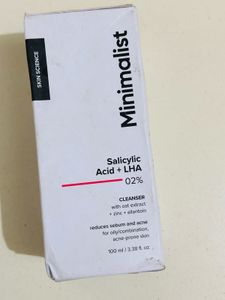 SKIN SCIENCE
Minimalist
Salicylic
Acid + LHA
02%
CLEANSER
with oat extract
+ zinc + allantoin
reduces sebum and acne
for oily/combination,
acne-prone skin
100 ml / 3.38 fl. oz